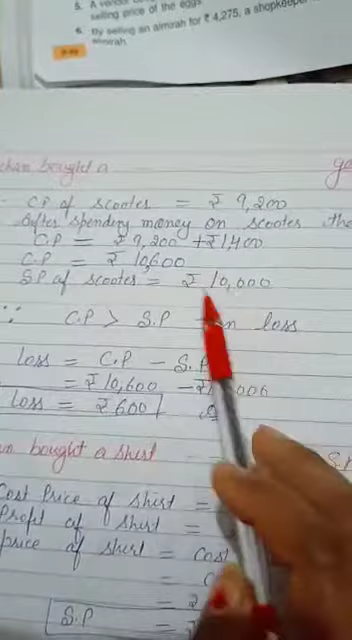 5. A
selling price of the eggs
6. By selling an almirah for ₹ 4,275, a shopkeeper
almirah.
bought a
C.P of scooter = ₹ 9,200
After spending money on scooter the
C.P = ₹ 9,200 + ₹1,400
C.P = ₹ 10,600
S.P of scooter = ₹ 10,000
∵ C.P > S.P loss
loss = C.P - S.P
= ₹10,600 - ₹
loss = ₹600/
bought a shirt
Cost Price of shirt =
Profit of shirt =
price of shirt = Cost
=
= ₹
S.P =